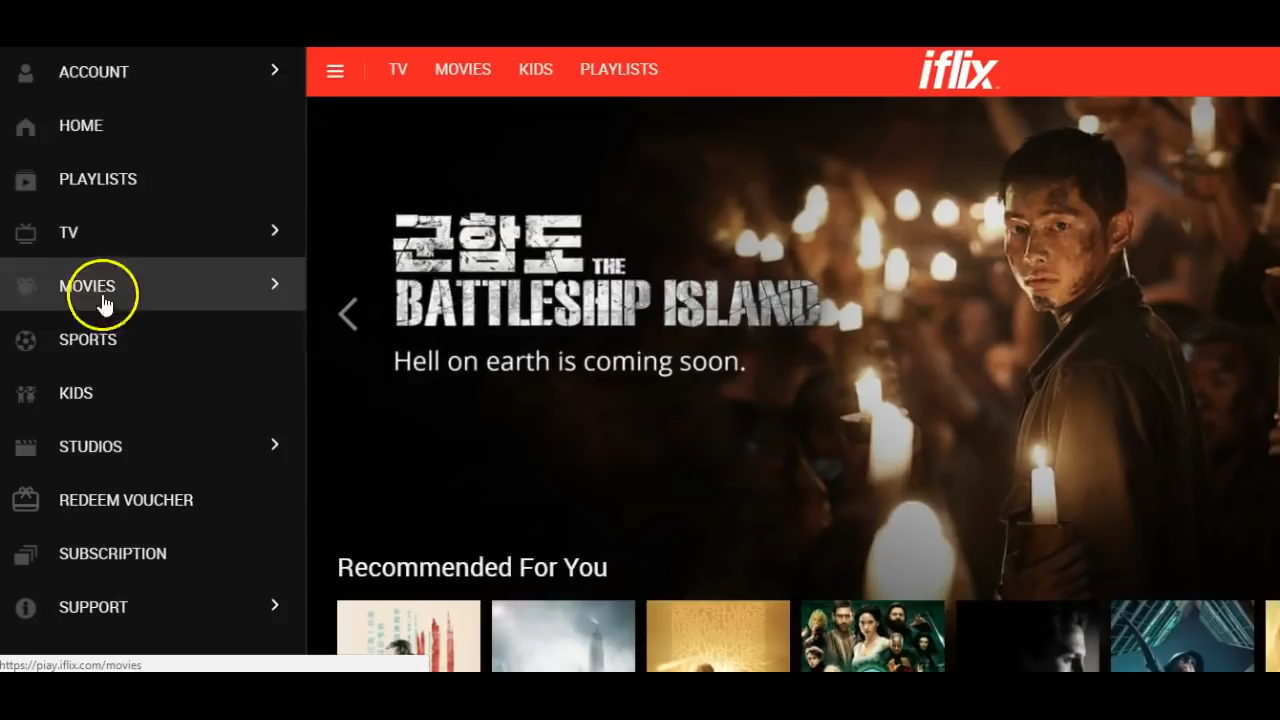 ACCOUNT
HOME
PLAYLISTS
TV
MOVIES
SPORTS
KIDS
STUDIOS
REDEEM VOUCHER
SUBSCRIPTION
SUPPORT
https://play.iflix.com/movies
TV MOVIES KIDS PLAYLISTS
iflix
군함도 THE
BATTLESHIP ISLAND
Hell on earth is coming soon.
Recommended For You